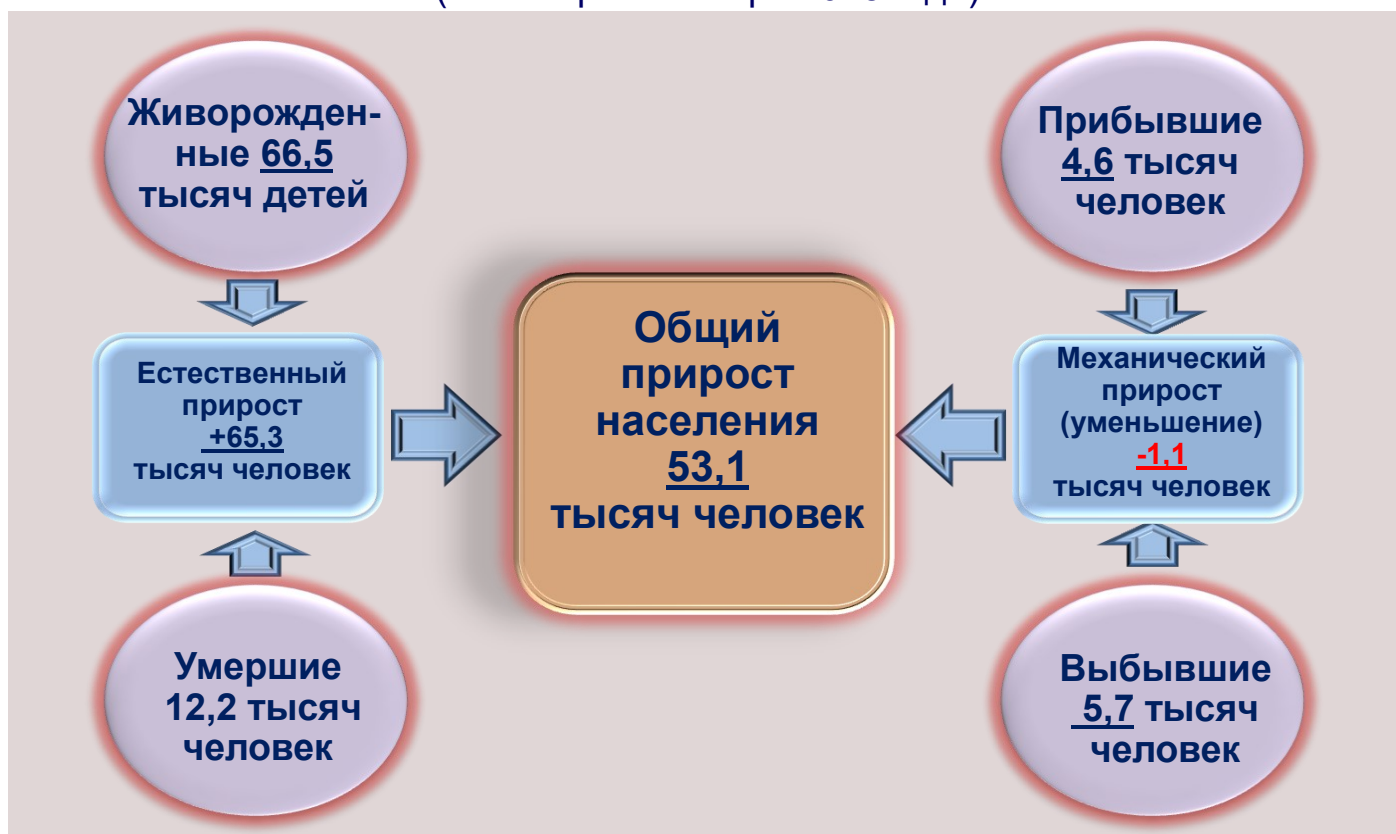 Живорожден-
ные 66,5
тысяч детей
Прибывшие
4,6 тысяч
человек
Естественный
прирост
+65,3
тысяч человек
Общий
прирост
населения
53,1
тысяч человек
Механический
прирост
(уменьшение)
-1,1
тысяч человек
Умершие
12,2 тысяч
человек
Выбывшие
5,7 тысяч
человек